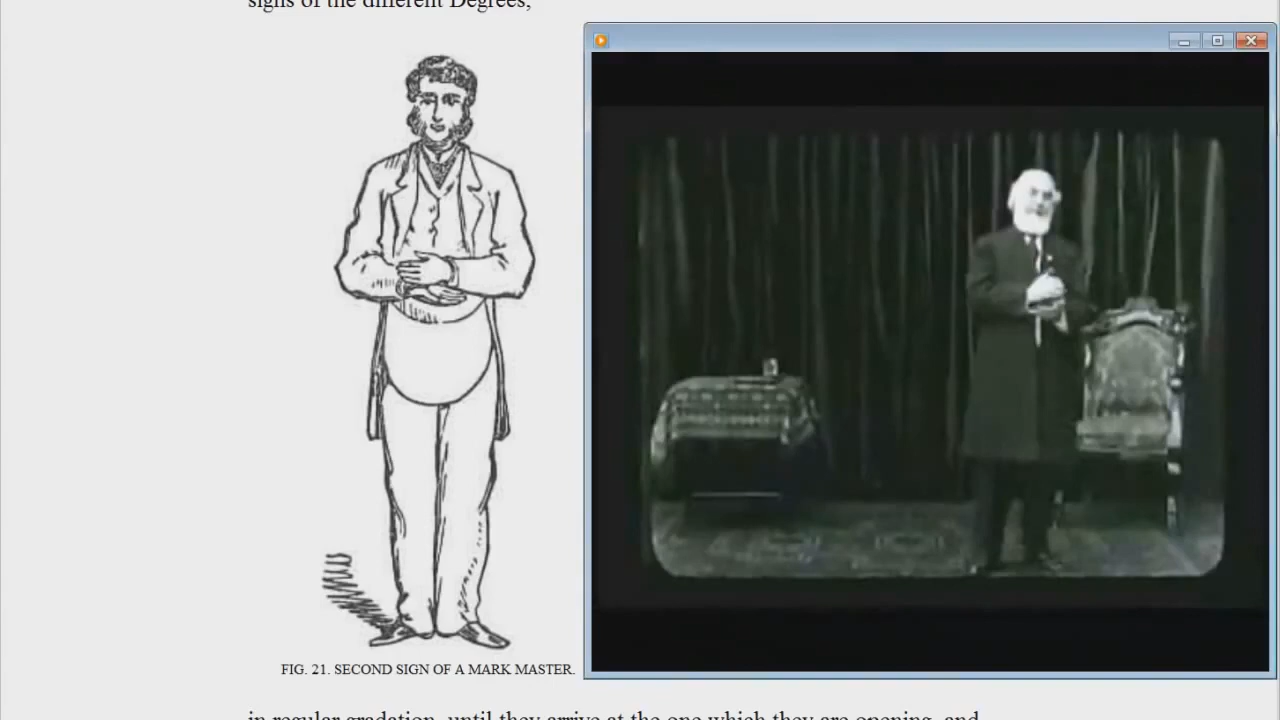 signs of the different Degrees;
FIG. 21. SECOND SIGN OF A MARK MASTER.
in regular gradation, until they arrive at the one which they are opening, and